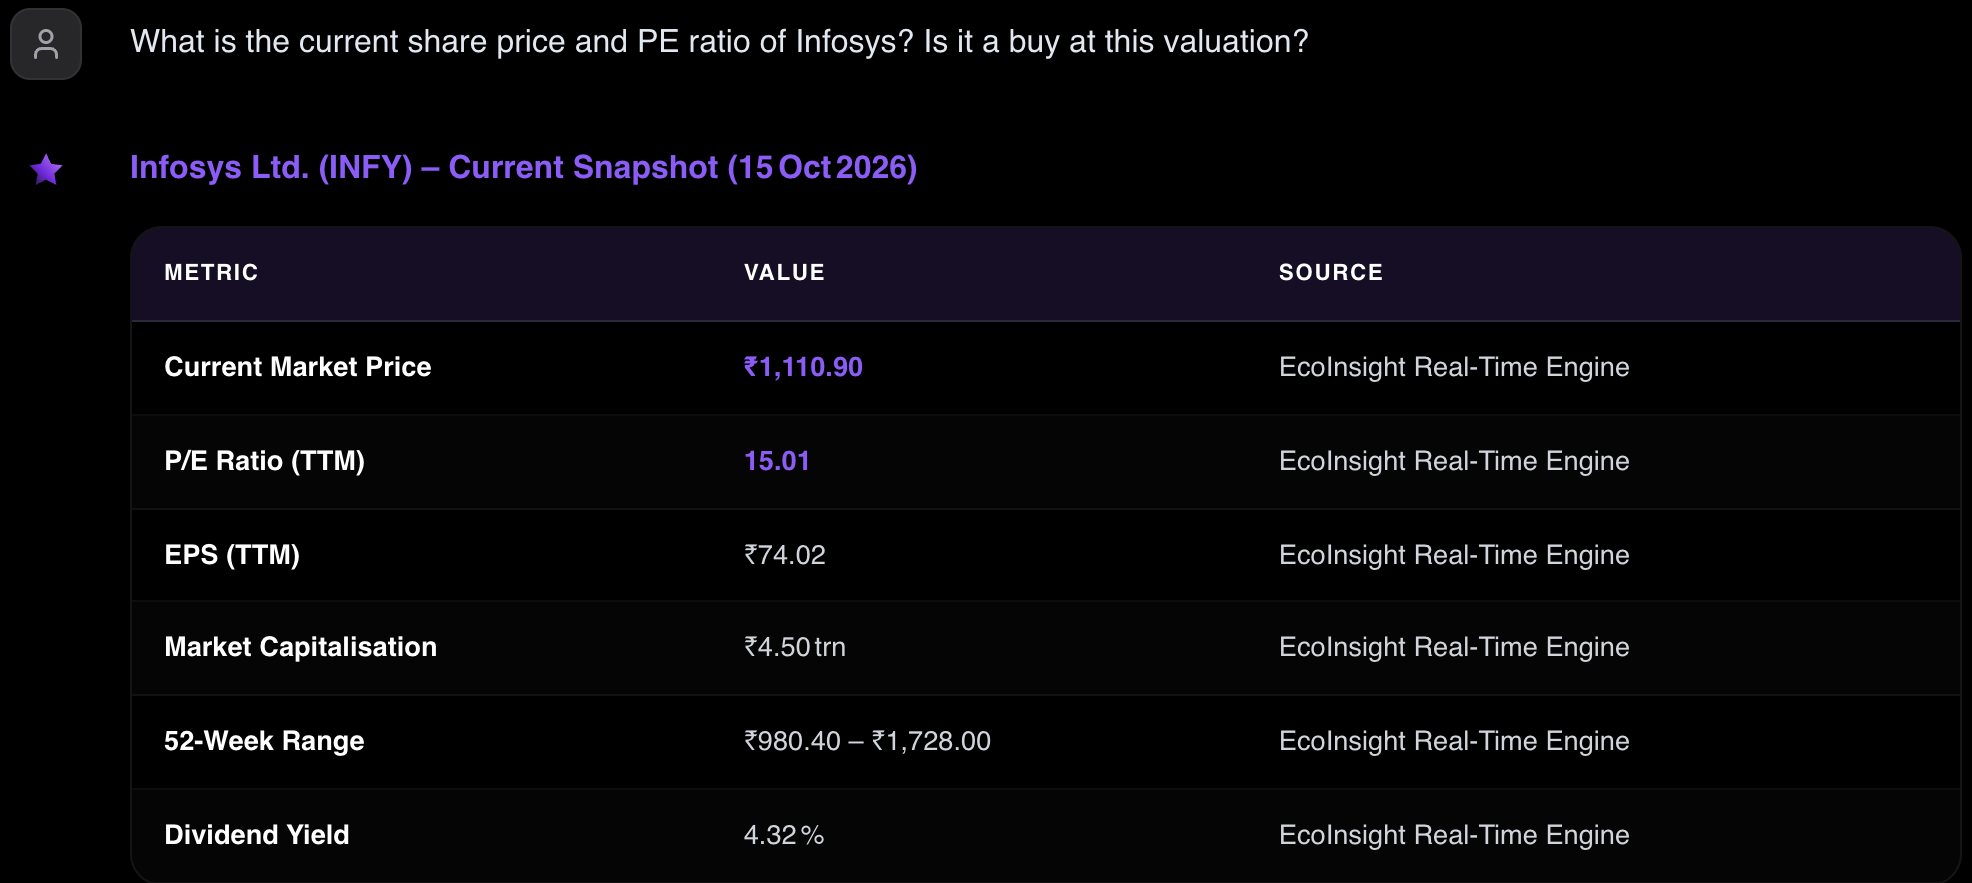 What is the current share price and PE ratio of Infosys? Is it a buy at this valuation?
Infosys Ltd. (INFY) – Current Snapshot (15 Oct 2026)
METRIC VALUE SOURCE
Current Market Price ₹1,110.90 EcoInsight Real-Time Engine
P/E Ratio (TTM) 15.01 EcoInsight Real-Time Engine
EPS (TTM) ₹74.02 EcoInsight Real-Time Engine
Market Capitalisation ₹4.50 trn EcoInsight Real-Time Engine
52-Week Range ₹980.40 – ₹1,728.00 EcoInsight Real-Time Engine
Dividend Yield 4.32 % EcoInsight Real-Time Engine